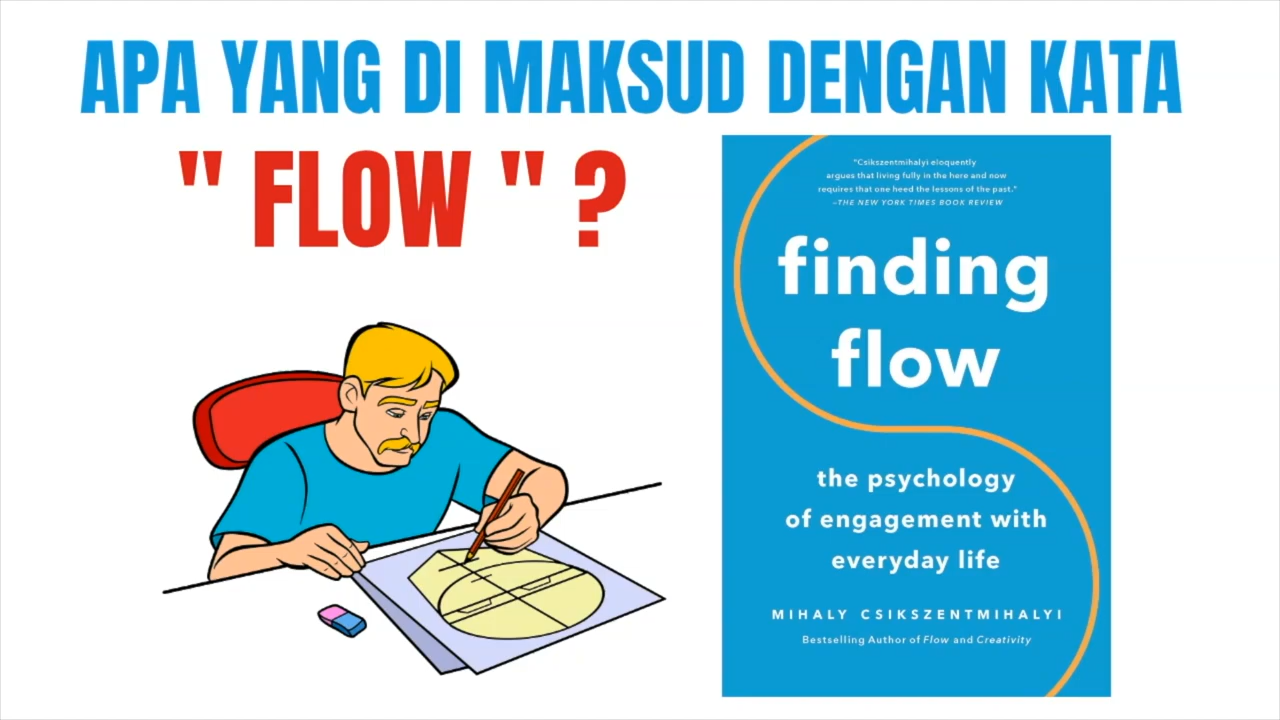 APA YANG DI MAKSUD DENGAN KATA
" FLOW " ?
"Csikszentmihalyi eloquently
argues that living fully in the here and now
requires that one heed the lessons of the past."
–THE NEW YORK TIMES BOOK REVIEW
finding
flow
the psychology
of engagement with
everyday life
MIHALY CSIKSZENTMIHALYI
Bestselling Author of Flow and Creativity